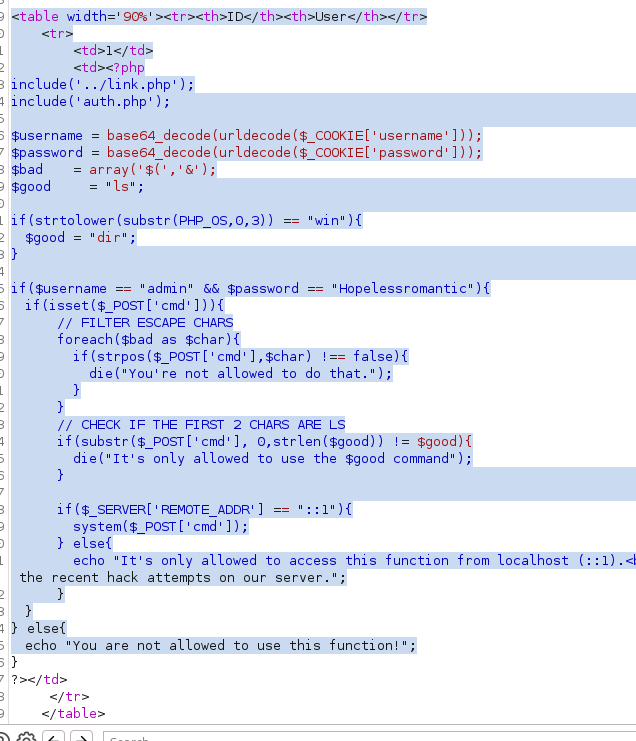 9 <table width='90%'><tr><th>ID</th><th>User</th></tr>
0     <tr>
1         <td>1</td>
2         <td><?php
3 include('../link.php');
4 include('auth.php');
5
6 $username = base64_decode(urldecode($_COOKIE['username']));
7 $password = base64_decode(urldecode($_COOKIE['password']));
8 $bad    = array('$(','&');
9 $good     = "ls";
0
1 if(strtolower(substr(PHP_OS,0,3)) == "win"){
2   $good = "dir";
3 }
4
5 if($username == "admin" && $password == "Hopelessromantic"){
6   if(isset($_POST['cmd'])){
7       // FILTER ESCAPE CHARS
8       foreach($bad as $char){
9         if(strpos($_POST['cmd'],$char) !== false){
0           die("You're not allowed to do that.");
1         }
2       }
3       // CHECK IF THE FIRST 2 CHARS ARE LS
4       if(substr($_POST['cmd'], 0,strlen($good)) != $good){
5         die("It's only allowed to use the $good command");
6       }
7
8       if($_SERVER['REMOTE_ADDR'] == "::1"){
9         system($_POST['cmd']);
0       } else{
1         echo "It's only allowed to access this function from localhost (::1).<b
 the recent hack attempts on our server.";
2       }
3   }
4 } else{
5   echo "You are not allowed to use this function!";
6 }
7 ?></td>
8      </tr>
9     </table>
Search